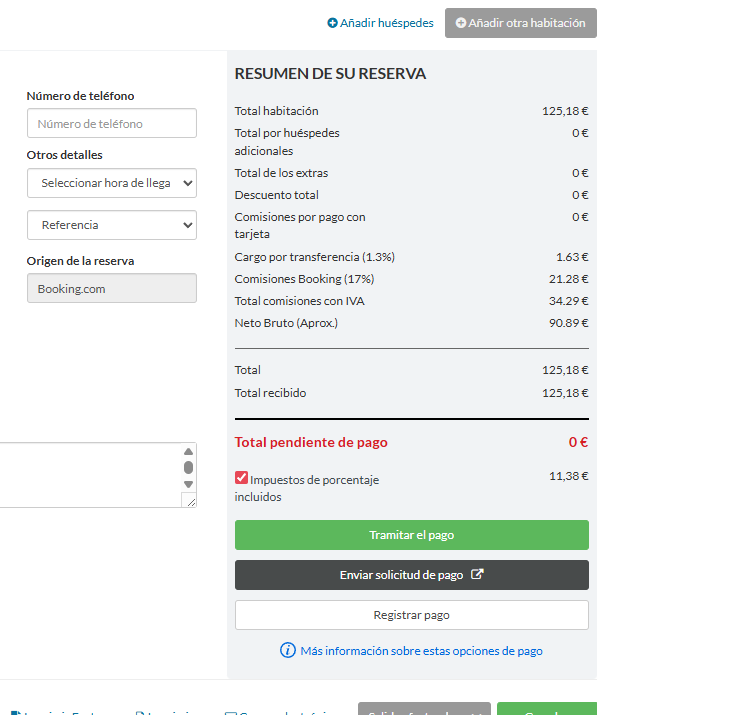 Añadir huéspedes
Añadir otra habitación
Número de teléfono
Número de teléfono
Otros detalles
Seleccionar hora de llega
Referencia
Origen de la reserva
Booking.com
RESUMEN DE SU RESERVA
Total habitación 125,18 €
Total por huéspedes 0 €
adicionales
Total de los extras 0 €
Descuento total 0 €
Comisiones por pago con 0 €
tarjeta
Cargo por transferencia (1.3%) 1.63 €
Comisiones Booking (17%) 21.28 €
Total comisiones con IVA 34.29 €
Neto Bruto (Aprox.) 90.89 €
Total 125,18 €
Total recibido 125,18 €
Total pendiente de pago 0 €
Impuestos de porcentaje 11,38 €
incluidos
Tramitar el pago
Enviar solicitud de pago
Registrar pago
Más información sobre estas opciones de pago